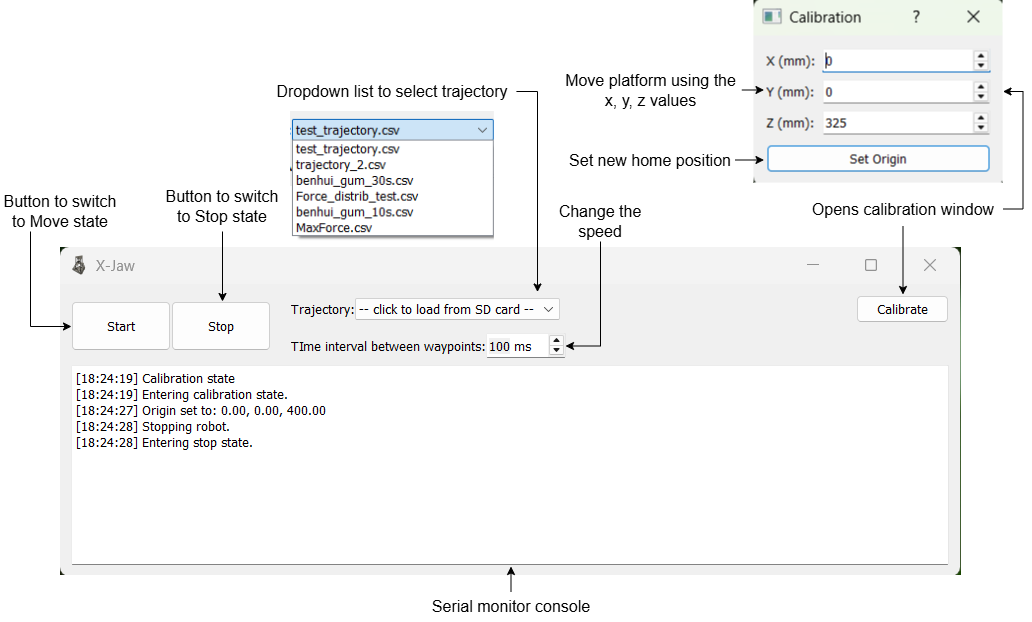 Calibration ?
X (mm): 0
Move platform using the
x, y, z values
Y (mm): 0
Z (mm): 325
Set new home position
Set Origin
Dropdown list to select trajectory
test_trajectory.csv
test_trajectory.csv
trajectory_2.csv
benhui_gum_30s.csv
Force_distrib_test.csv
benhui_gum_10s.csv
MaxForce.csv
Button to switch
to Move state
Button to switch
to Stop state
Change the
speed
Opens calibration window
X-Jaw
Start
Stop
Trajectory: -- click to load from SD card --
Calibrate
TIme interval between waypoints: 100 ms
[18:24:19] Calibration state
[18:24:19] Entering calibration state.
[18:24:27] Origin set to: 0.00, 0.00, 400.00
[18:24:28] Stopping robot.
[18:24:28] Entering stop state.
Serial monitor console